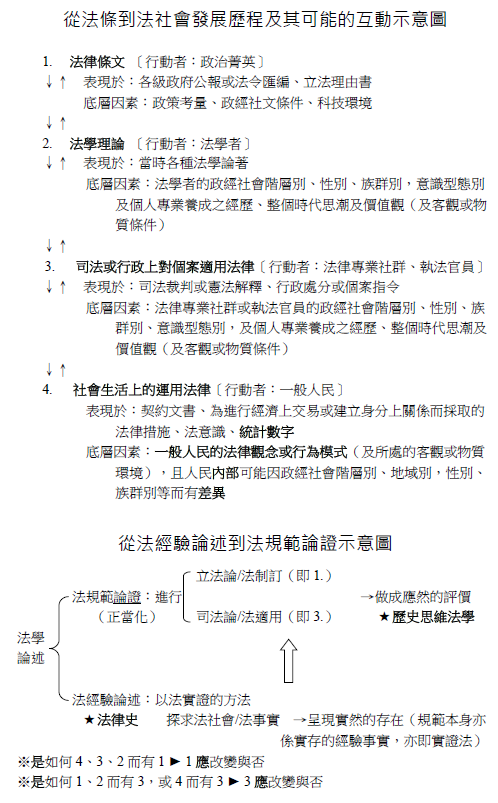 從法條到法社會發展歷程及其可能的互動示意圖
1. 法律條文〔行動者：政治菁英〕
↓↑ 表現於：各級政府公報或法令匯編、立法理由書
底層因素：政策考量、政經社文條件、科技環境
↓↑
2. 法學理論 〔行動者：法學者〕
↓↑ 表現於：當時各種法學論著
底層因素：法學者的政經社會階層別、性別、族群別，意識型態別
及個人專業養成之經歷、整個時代思潮及價值觀（及客觀或物
質條件）
↓↑
3. 司法或行政上對個案適用法律〔行動者：法律專業社群、執法官員〕
↓↑ 表現於：司法裁判或憲法解釋、行政處分或個案指令
底層因素：法律專業社群或執法官員的政經社會階層別、性別、族
群別、意識型態別，及個人專業養成之經歷、整個時代思潮及
價值觀（及客觀或物質條件）
↓↑
4. 社會生活上的運用法律〔行動者：一般人民〕
表現於：契約文書、為進行經濟上交易或建立身分上關係而採取的
法律措施、法意識、統計數字
底層因素：一般人民的法律觀念或行為模式（及所處的客觀或物質
環境），且人民內部可能因政經社會階層別、地域別，性別、
族群別等而有差異
從法經驗論述到法規範論證示意圖
立法論/法制訂（即 1.）
法規範論證：進行 →做成應然的評價
（正當化） 司法論/法適用（即 3.） ★歷史思維法學
法學
論述
法經驗論述：以法實證的方法
★法律史 探求法社會/法事實 →呈現實然的存在（規範本身亦
係實存的經驗事實，亦即實證法）
※是如何 4、3、2 而有 1 ► 1 應改變與否
※是如何 1、2 而有 3，或 4 而有 3 ► 3 應改變與否